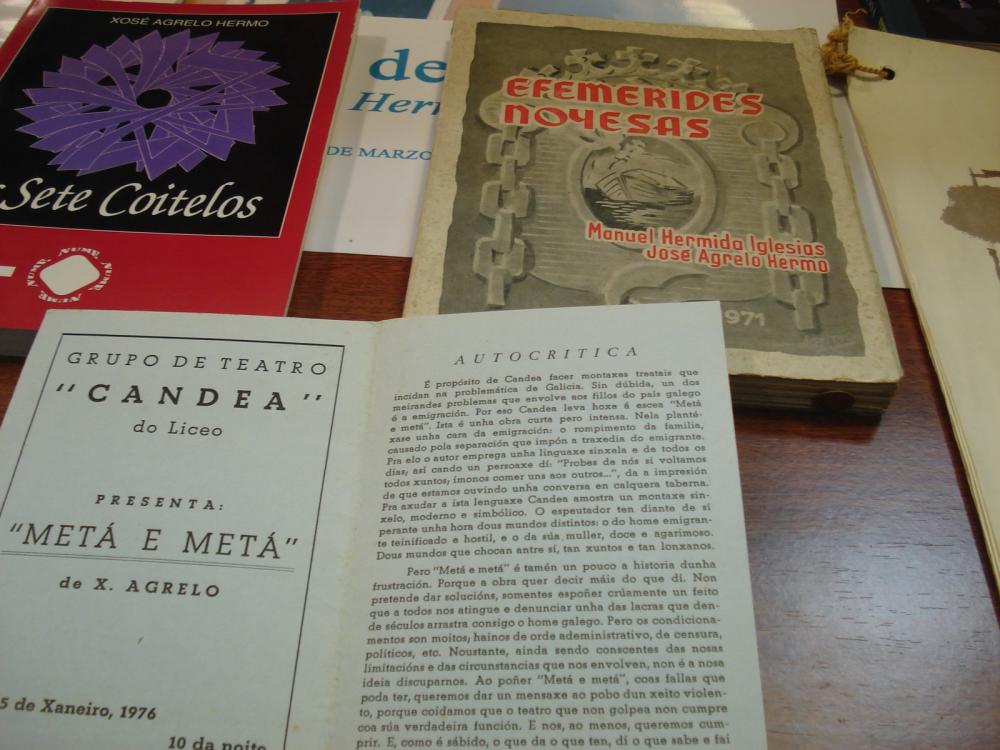 XOSÉ AGRELO HERMO
Sete Coitelos
NUME NUME NUME NUME
de
DE MARZO
EFEMERIDES
NOYESAS
Manuel Hermida Iglesias
José Agrelo Hermo
1971
GRUPO DE TEATRO
"CANDEA"
do Liceo
PRESENTA:
"METÁ E METÁ"
de X. AGRELO
5 de Xaneiro, 1976
10 da noite
AUTOCRITICA
É propósito de Candea facer montaxes treatais que
incidan na problemática de Galicia. Sin dúbida, un dos
meirandes problemas que envolve aos fillos do país galego
é a emigración. Por eso Candea leva hoxe á escea "Metá
e metá". Ista é unha obra curta pero intensa. Nela planté-
xase unha cara da emigración: o rompimento da familia,
causado pola separación que impón a traxedia do emigrante.
Pra elo o autor emprega unha linguaxe sinxela e de todos os
días; así cando un persoaxe dí: "Probes de nós si voltamos
todos xuntos; ímonos comer uns aos outros...", da a impresión
de que estamos ouvindo unha conversa en calquera taberna.
Pra axudar a ista lenguaxe Candea amostra un montaxe sin-
xelo, moderno e simbólico. O espeutador ten diante de sí
perante unha hora dous mundos distintos: o do home emigran-
te teinificado e hostil, e o da súa muller, doce e agarimoso.
Dous mundos que chocan antre sí, tan xuntos e tan lonxanos.
Pero "Metá e metá" é tamén un pouco a historia dunha
frustración. Porque a obra quer decir máis do que dí. Non
pretende dar solucións, somentes espoñer crúamente un feito
que a todos nos atingue e denunciar unha das lacras que den-
de séculos arrastra consigo o home galego. Pero os condiciona-
mentos son moitos; hainos de orde adeministrativo, de censura,
políticos, etc. Noustante, ainda sendo conscentes das nosas
limitacións e das circunstancias que nos envolven, non é a nosa
ideia discuparnos. Ao poñer "Metá e metá", coas fallas que
poda ter, queremos dar un mensaxe ao pobo dun xeito violen-
to, porque coidamos que o teatro que non golpea non cumpre
coa súa verdadeira función. E nos, ao menos, queremos cum-
prir. E, como é sábido, o que da o que ten, dí o que sabe e fai